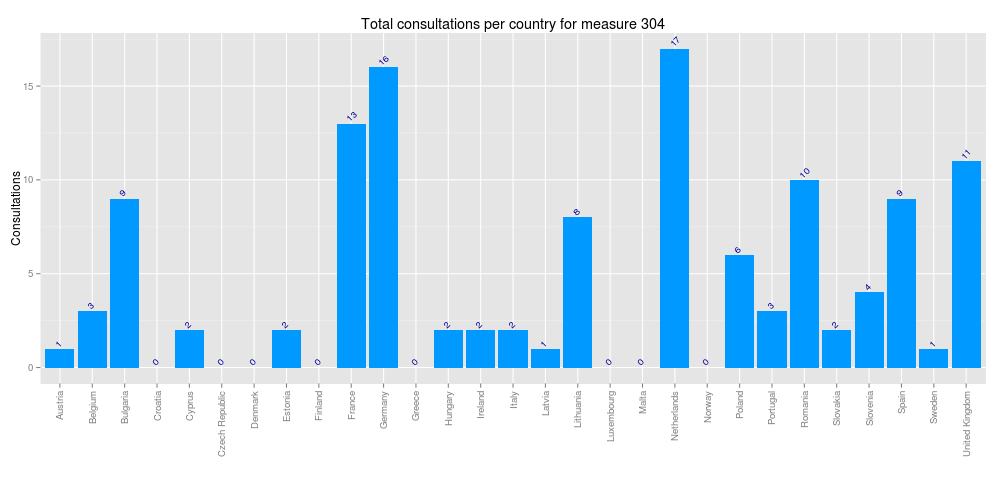 Total consultations per country for measure 304
Consultations
15
10
5
0
1
3
9
0
2
0
0
2
0
13
16
0
2
2
2
1
8
0
0
17
0
6
3
10
2
4
9
1
11
Austria
Belgium
Bulgaria
Croatia
Cyprus
Czech Republic
Denmark
Estonia
Finland
France
Germany
Greece
Hungary
Ireland
Italy
Latvia
Lithuania
Luxembourg
Malta
Netherlands
Norway
Poland
Portugal
Romania
Slovakia
Slovenia
Spain
Sweden
United Kingdom